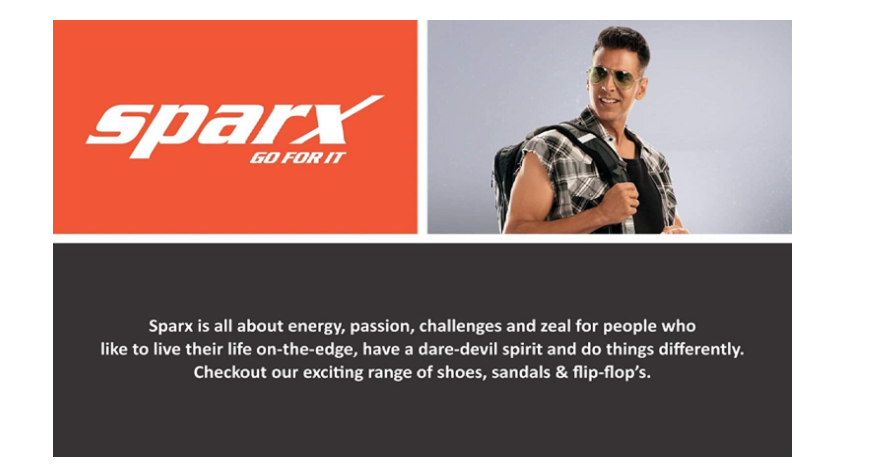 sparx
GO FOR IT
Sparx is all about energy, passion, challenges and zeal for people who
like to live their life on-the-edge, have a dare-devil spirit and do things differently.
Checkout our exciting range of shoes, sandals & flip-flop's.